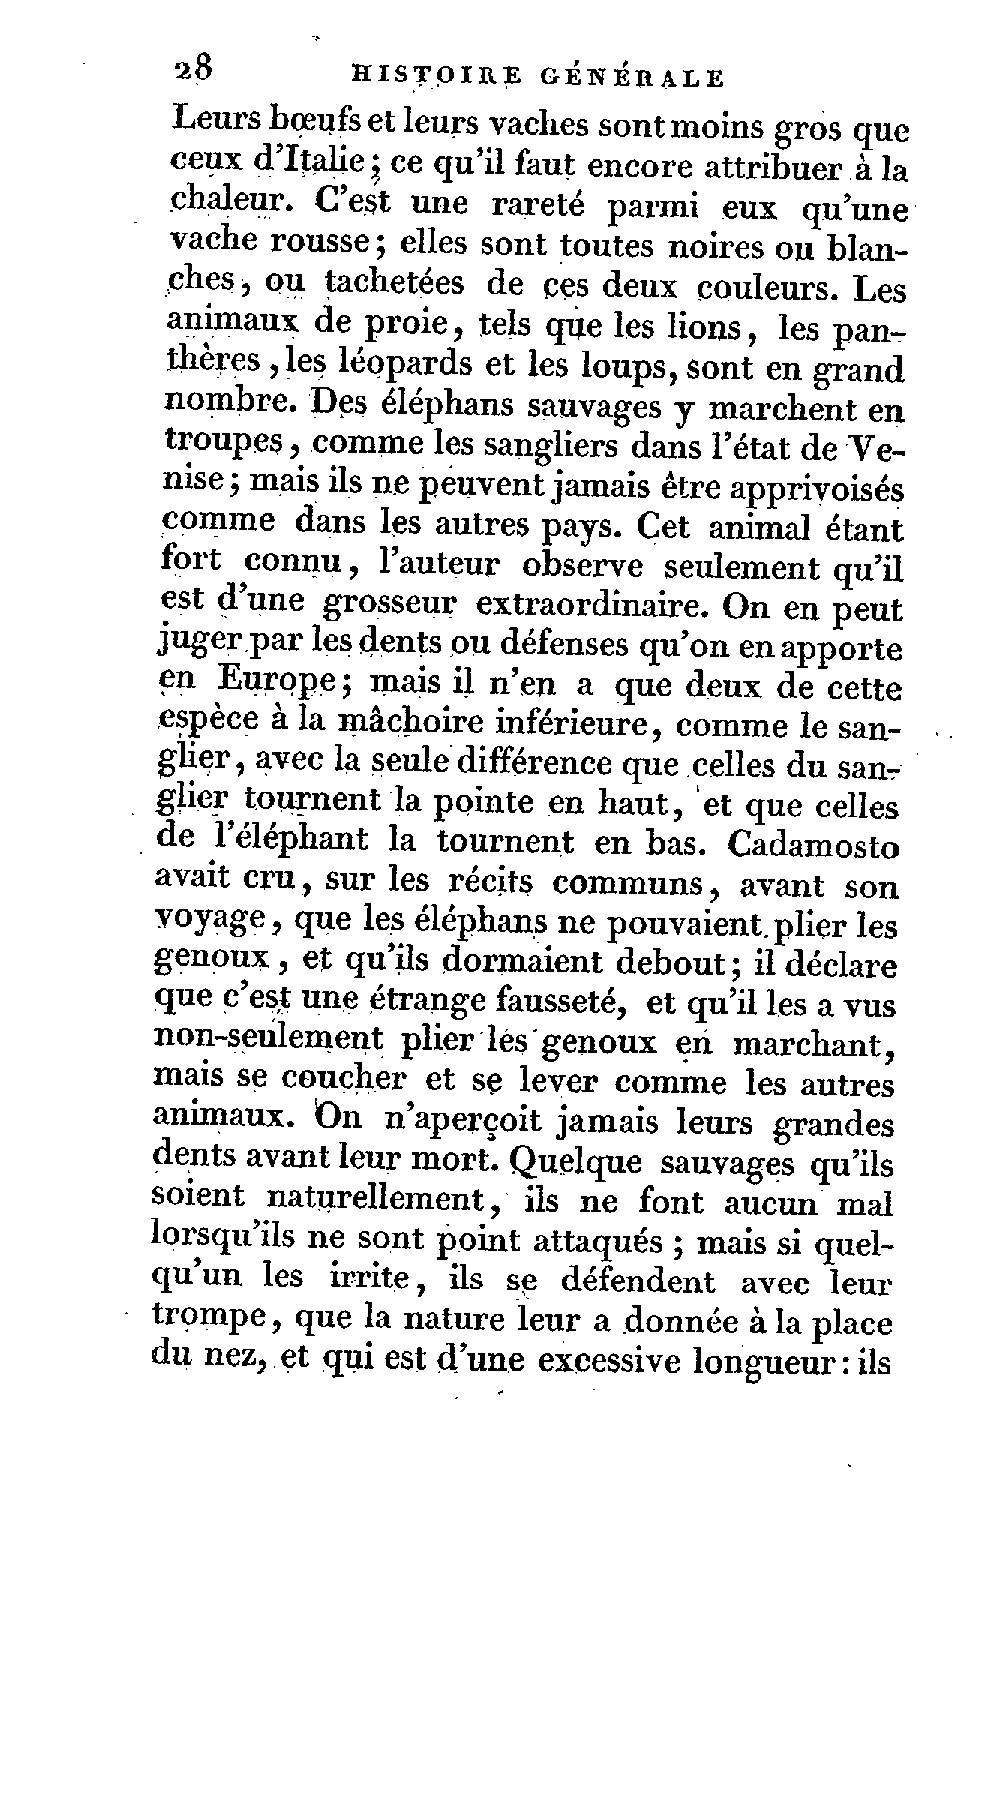 28 HISTOIRE GÉNÉRALE
Leurs bœufs et leurs vaches sont moins gros que
ceux d'Italie ; ce qu'il faut encore attribuer à la
chaleur. C'est une rareté parmi eux qu'une
vache rousse ; elles sont toutes noires ou blan-
ches, ou tachetées de ces deux couleurs. Les
animaux de proie, tels que les lions, les pan-
thères, les léopards et les loups, sont en grand
nombre. Des éléphans sauvages y marchent en
troupes, comme les sangliers dans l'état de Ve-
nise ; mais ils ne peuvent jamais être apprivoisés
comme dans les autres pays. Cet animal étant
fort connu, l'auteur observe seulement qu'il
est d'une grosseur extraordinaire. On en peut
juger par les dents ou défenses qu'on en apporte
en Europe ; mais il n'en a que deux de cette
espèce à la mâchoire inférieure, comme le san-
glier, avec la seule différence que celles du san-
glier tournent la pointe en haut, et que celles
de l'éléphant la tournent en bas. Cadamosto
avait cru, sur les récits communs, avant son
voyage, que les éléphans ne pouvaient plier les
genoux, et qu'ils dormaient debout ; il déclare
que c'est une étrange fausseté, et qu'il les a vus
non-seulement plier les genoux en marchant,
mais se coucher et se lever comme les autres
animaux. On n'aperçoit jamais leurs grandes
dents avant leur mort. Quelque sauvages qu'ils
soient naturellement, ils ne font aucun mal
lorsqu'ils ne sont point attaqués ; mais si quel-
qu'un les irrite, ils se défendent avec leur
trompe, que la nature leur a donnée à la place
du nez, et qui est d'une excessive longueur : ils